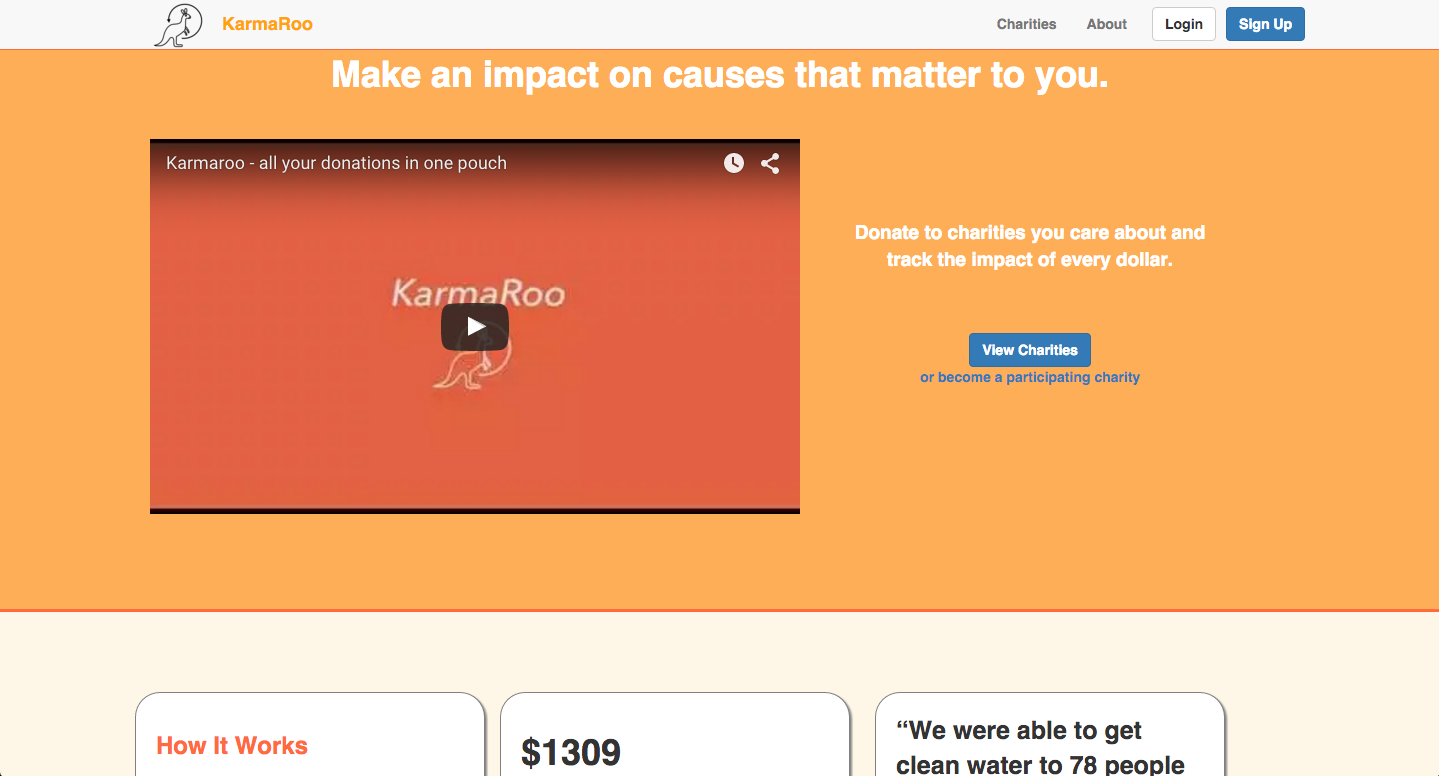 KarmaRoo
Charities
About
Login
Sign Up
Make an impact on causes that matter to you.
Karmaroo - all your donations in one pouch
KarmaRoo
Donate to charities you care about and
track the impact of every dollar.
View Charities
or become a participating charity
How It Works
$1309
“We were able to get
clean water to 78 people